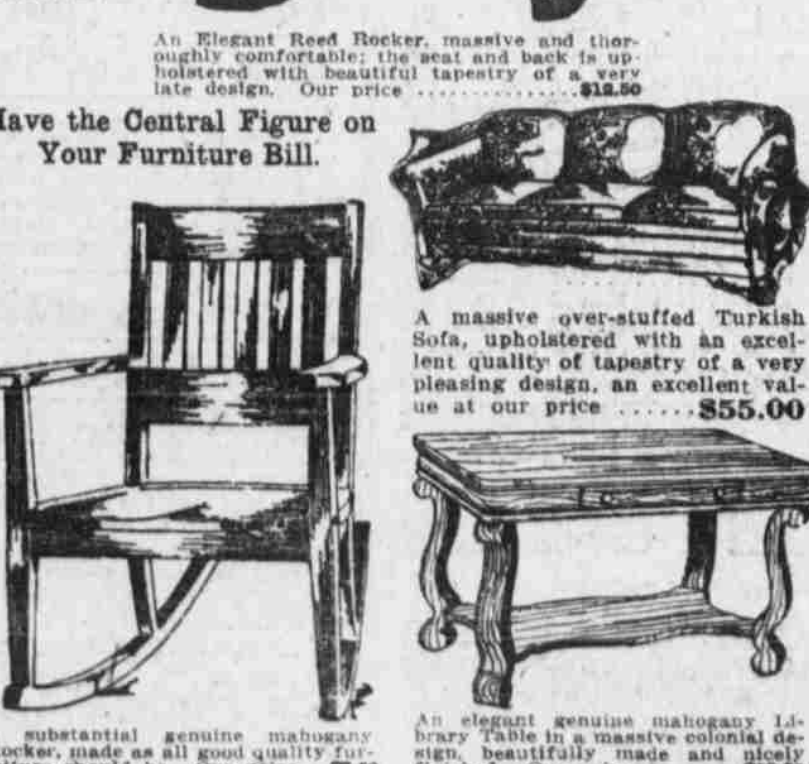 An Elegant Reed Rocker, massive and thor-
oughly comfortable; the seat and back is up-
holstered with beautiful tapestry of a very
late design. Our price ................$12.50
Have the Central Figure on
Your Furniture Bill.
A massive over-stuffed Turkish
Sofa, upholstered with an excel-
lent quality of tapestry of a very
pleasing design, an excellent val-
ue at our price ......$55.00
substantial genuine mahogany
Rocker, made as all good quality fur-
An elegant genuine mahogany Li-
brary Table in a massive colonial de-
sign, beautifully made and nicely